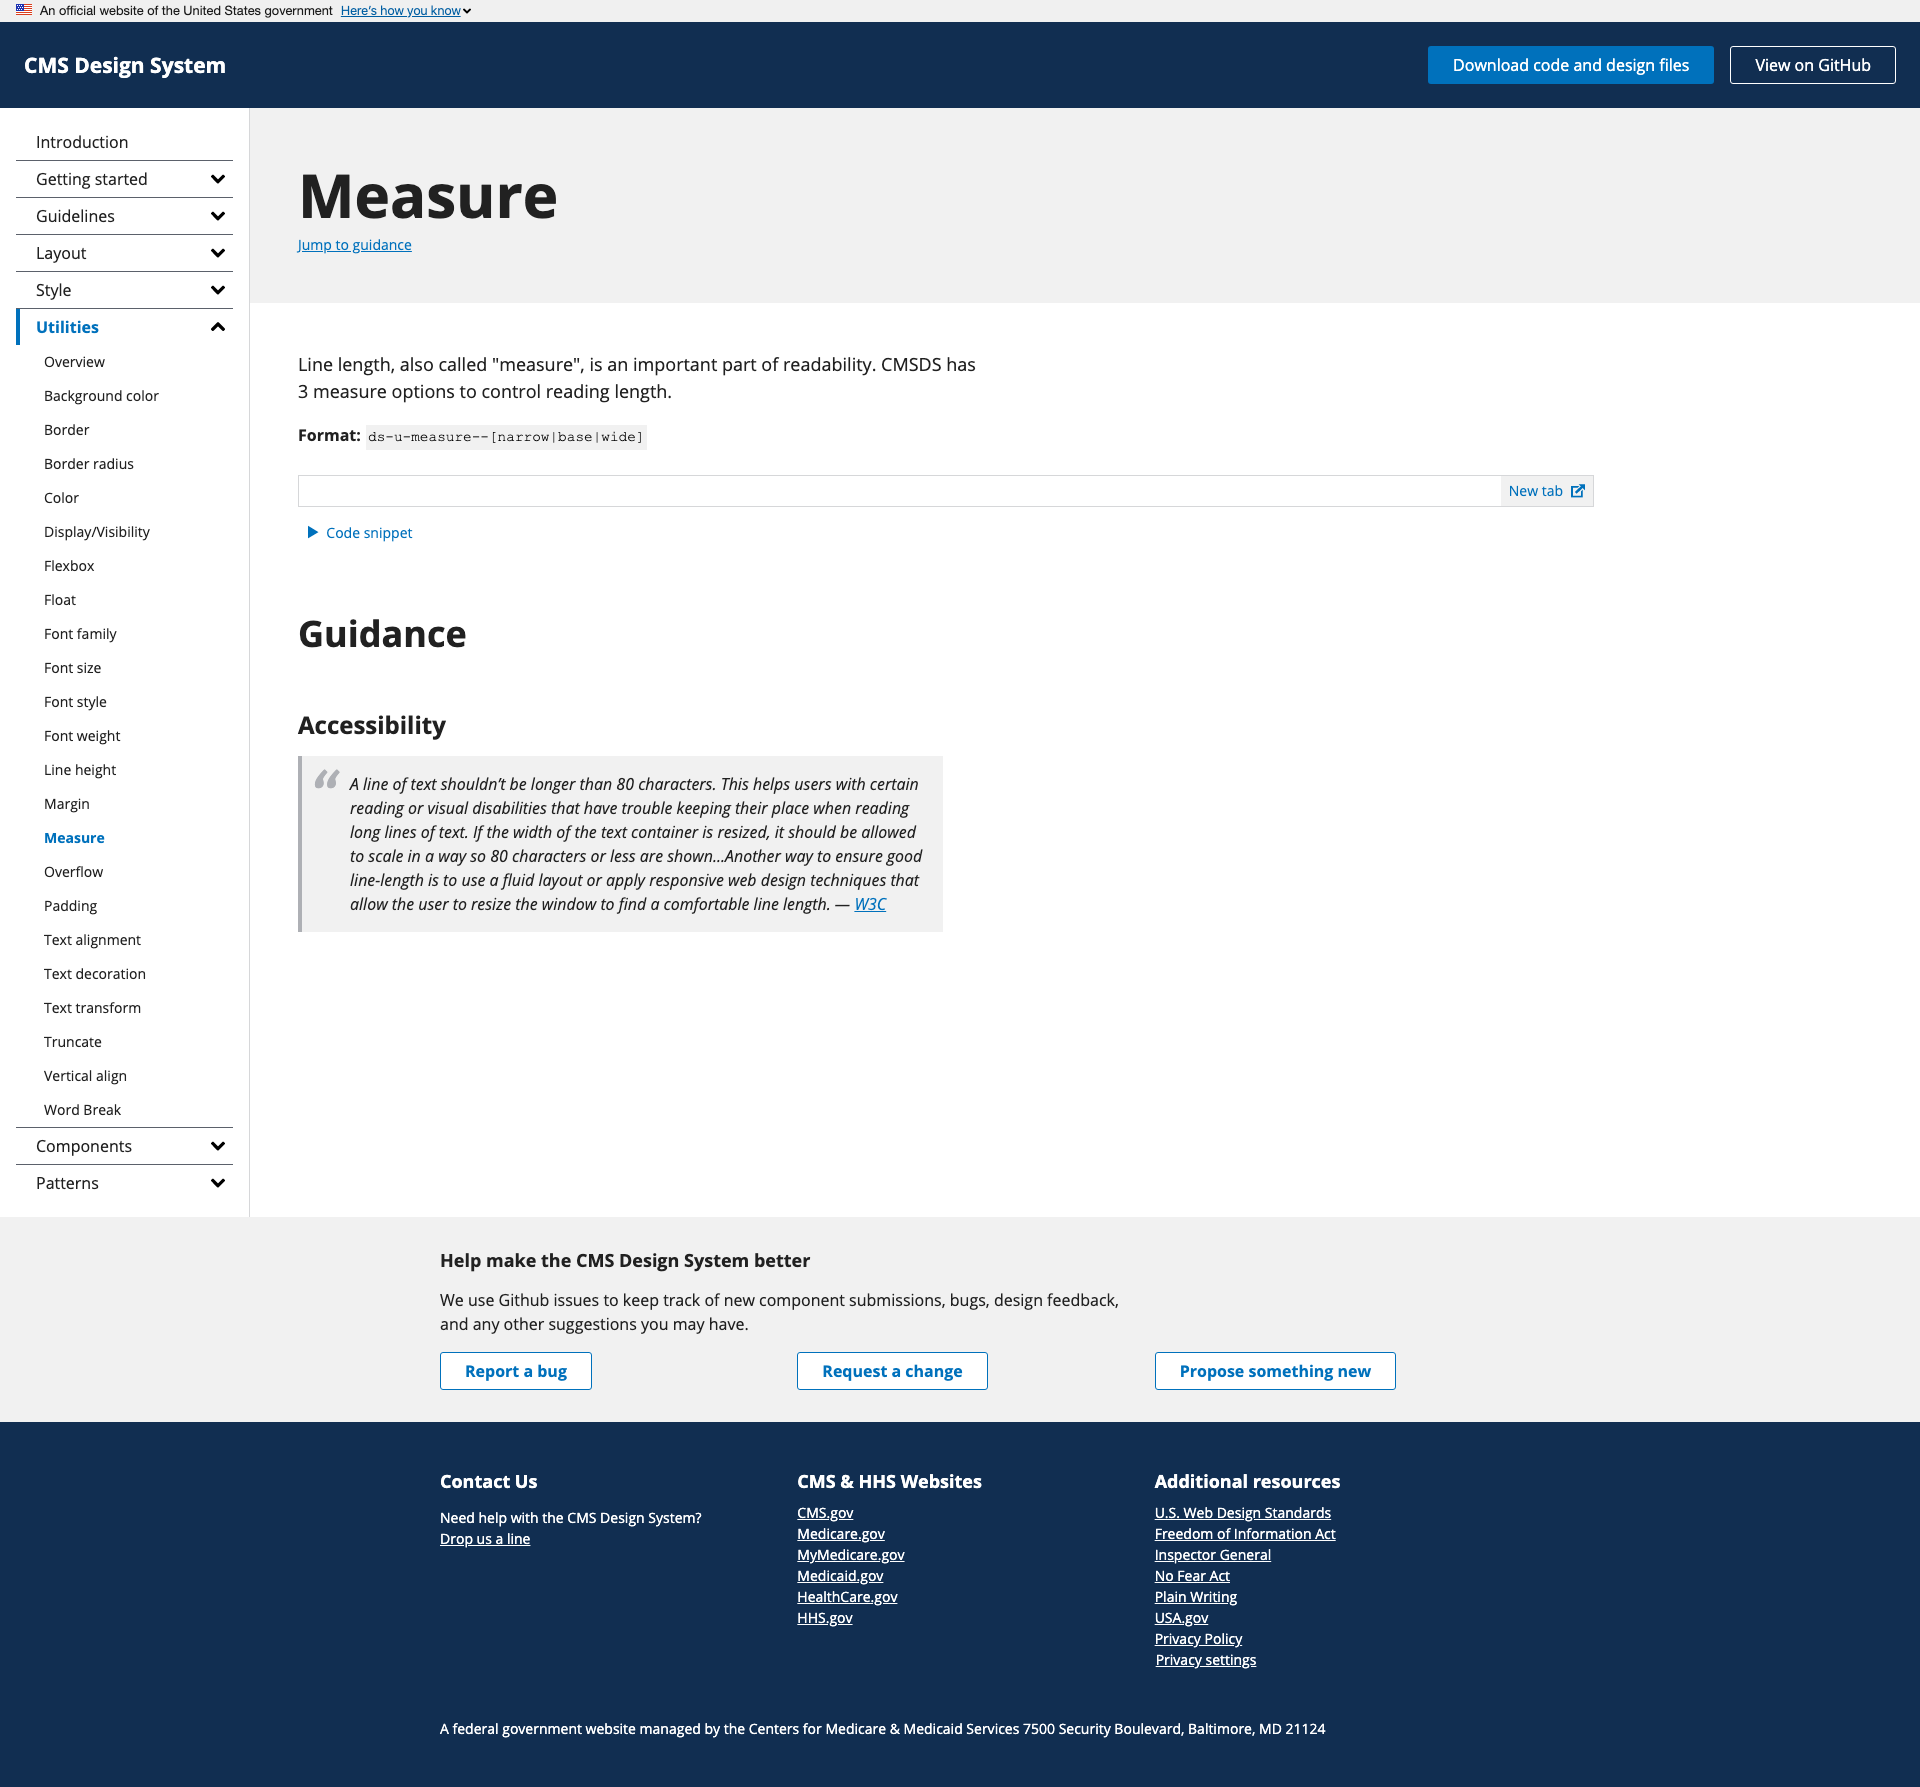 An official website of the United States government Here's how you know
CMS Design System
Download code and design files
View on GitHub
Introduction
Getting started
Guidelines
Layout
Style
Utilities
Overview
Background color
Border
Border radius
Color
Display/Visibility
Flexbox
Float
Font family
Font size
Font style
Font weight
Line height
Margin
Measure
Overflow
Padding
Text alignment
Text decoration
Text transform
Truncate
Vertical align
Word Break
Components
Patterns
Measure
Jump to guidance
Line length, also called "measure", is an important part of readability. CMSDS has
3 measure options to control reading length.
Format: ds-u-measure--[narrow|base|wide]
New tab
Code snippet
Guidance
Accessibility
“
A line of text shouldn’t be longer than 80 characters. This helps users with certain
reading or visual disabilities that have trouble keeping their place when reading
long lines of text. If the width of the text container is resized, it should be allowed
to scale in a way so 80 characters or less are shown...Another way to ensure good
line-length is to use a fluid layout or apply responsive web design techniques that
allow the user to resize the window to find a comfortable line length. — W3C
Help make the CMS Design System better
We use Github issues to keep track of new component submissions, bugs, design feedback,
and any other suggestions you may have.
Report a bug
Request a change
Propose something new
Contact Us
Need help with the CMS Design System?
Drop us a line
CMS & HHS Websites
CMS.gov
Medicare.gov
MyMedicare.gov
Medicaid.gov
HealthCare.gov
HHS.gov
Additional resources
U.S. Web Design Standards
Freedom of Information Act
Inspector General
No Fear Act
Plain Writing
USA.gov
Privacy Policy
Privacy settings
A federal government website managed by the Centers for Medicare & Medicaid Services 7500 Security Boulevard, Baltimore, MD 21124